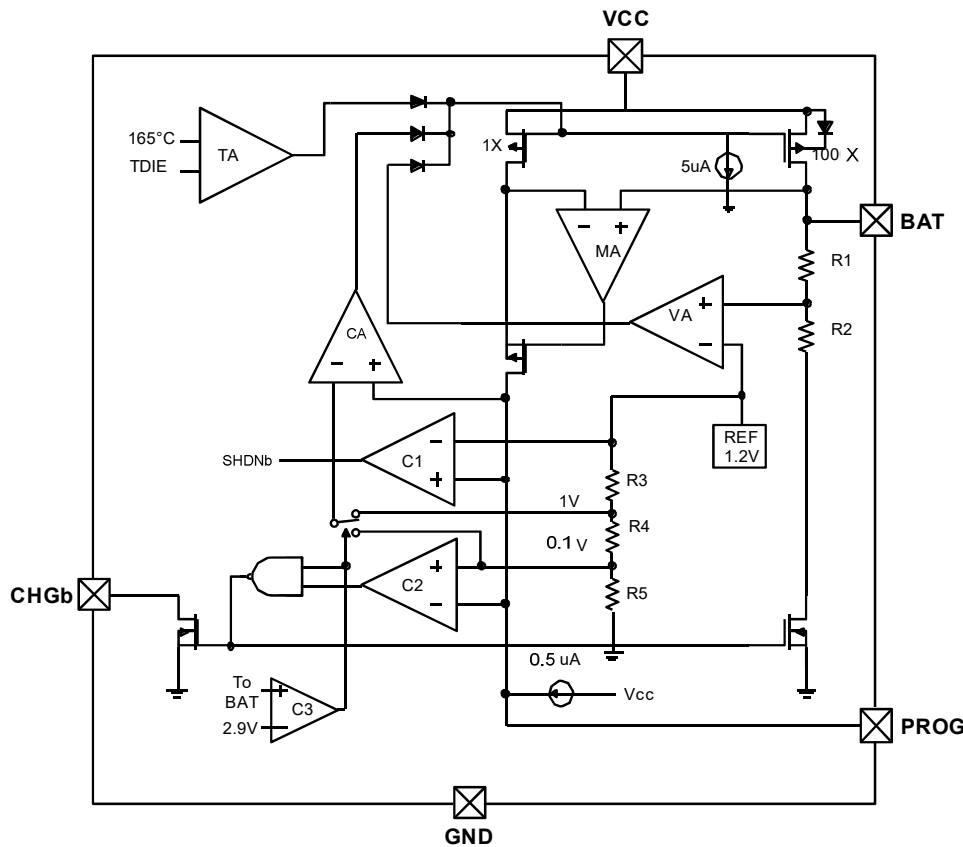 VCC
165°C
TDIE
TA
1X
5uA
100 X
BAT
MA
R1
VA
R2
CA
REF
1.2V
SHDNb
C1
R3
1V
R4
0.1 V
C2
R5
CHGb
0.5 uA
To
BAT
2.9V
C3
Vcc
PROG
GND